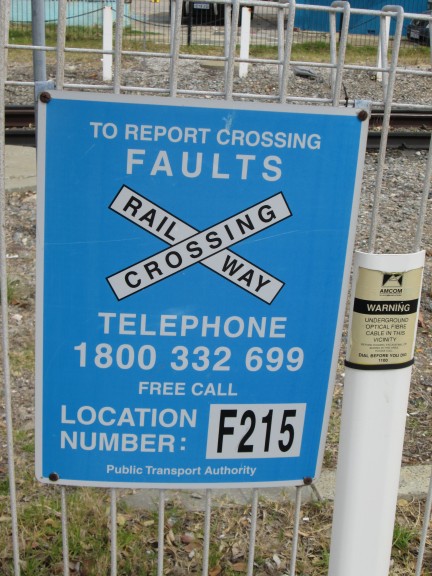 TO REPORT CROSSING
FAULTS
RAIL WAY
CROSSING
TELEPHONE
1800 332 699
FREE CALL
LOCATION
NUMBER: F215
Public Transport Authority
AMCOM
WARNING
UNDERGROUND
OPTICAL FIBRE
CABLE IN THIS
VICINITY
DIAL BEFORE YOU DIG
1100